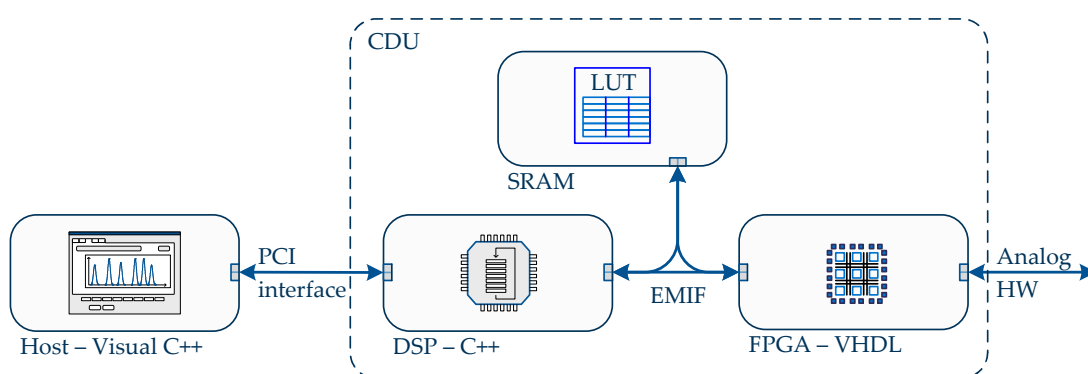 CDU
LUT
SRAM
PCI
interface
EMIF
Analog
HW
Host – Visual C++
DSP – C++
FPGA – VHDL